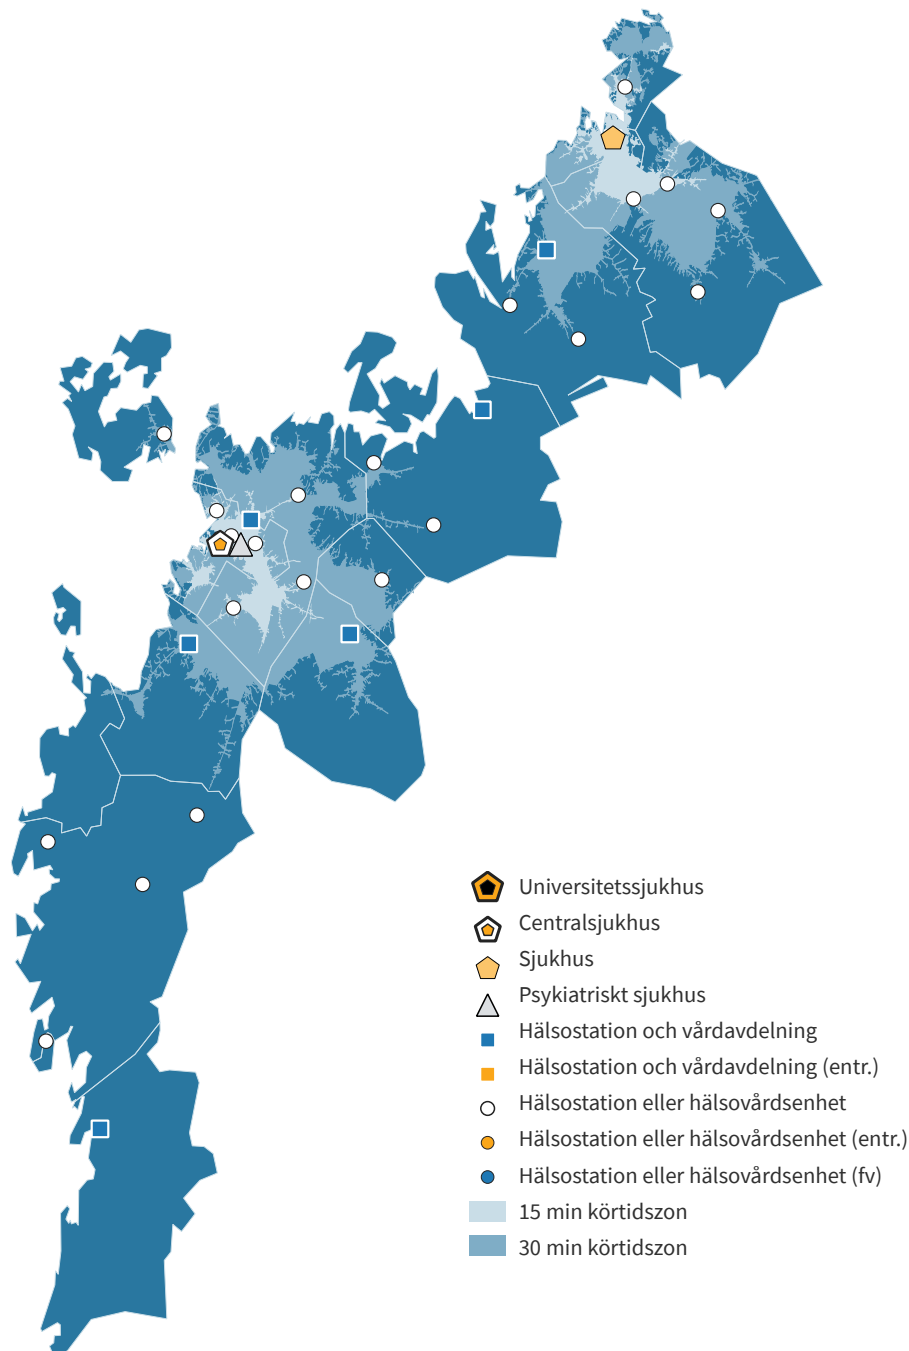 Universitetssjukhus
Centralsjukhus
Sjukhus
Psykiatriskt sjukhus
Hälsostation och vårdavdelning
Hälsostation och vårdavdelning (entr.)
Hälsostation eller hälsovårdsenhet
Hälsostation eller hälsovårdsenhet (entr.)
Hälsostation eller hälsovårdsenhet (fv)
15 min körtidszon
30 min körtidszon